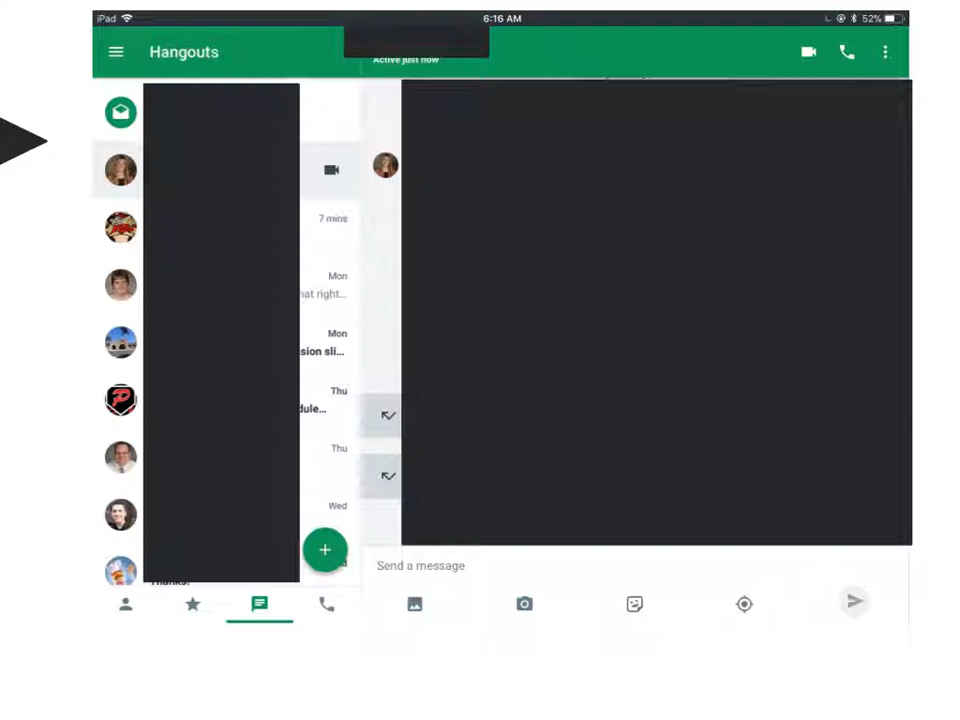 iPad 6:16 AM 52%
Hangouts
Active just now
7 mins
Mon
hat right...
Mon
sion sli...
Thu
dule...
Thu
Wed
Thanks!
Send a message